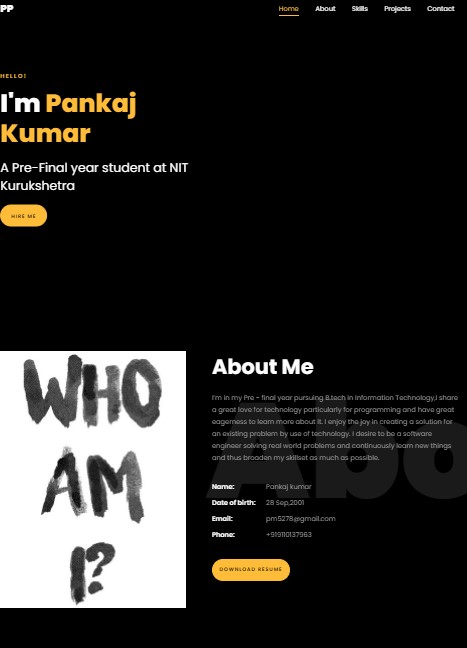 PP
Home About Skills Projects Contact
HELLO!
I'm Pankaj
Kumar
A Pre-Final year student at NIT
Kurukshetra
HIRE ME
WHO
AM
I?
About Me
Abo
I'm in my Pre - final year pursuing B.tech in Information Technology,I share
a great love for technology particularly for programming and have great
eagerness to learn more about it. I enjoy the joy in creating a solution for
an existing problem by use of technology. I desire to be a software
engineer solving real world problems and continuously learn new things
and thus broaden my skillset as much as possible.
Name: Pankaj kumar
Date of birth: 28 Sep,2001
Email: pm5278@gmail.com
Phone: +919110137963
DOWNLOAD RESUME